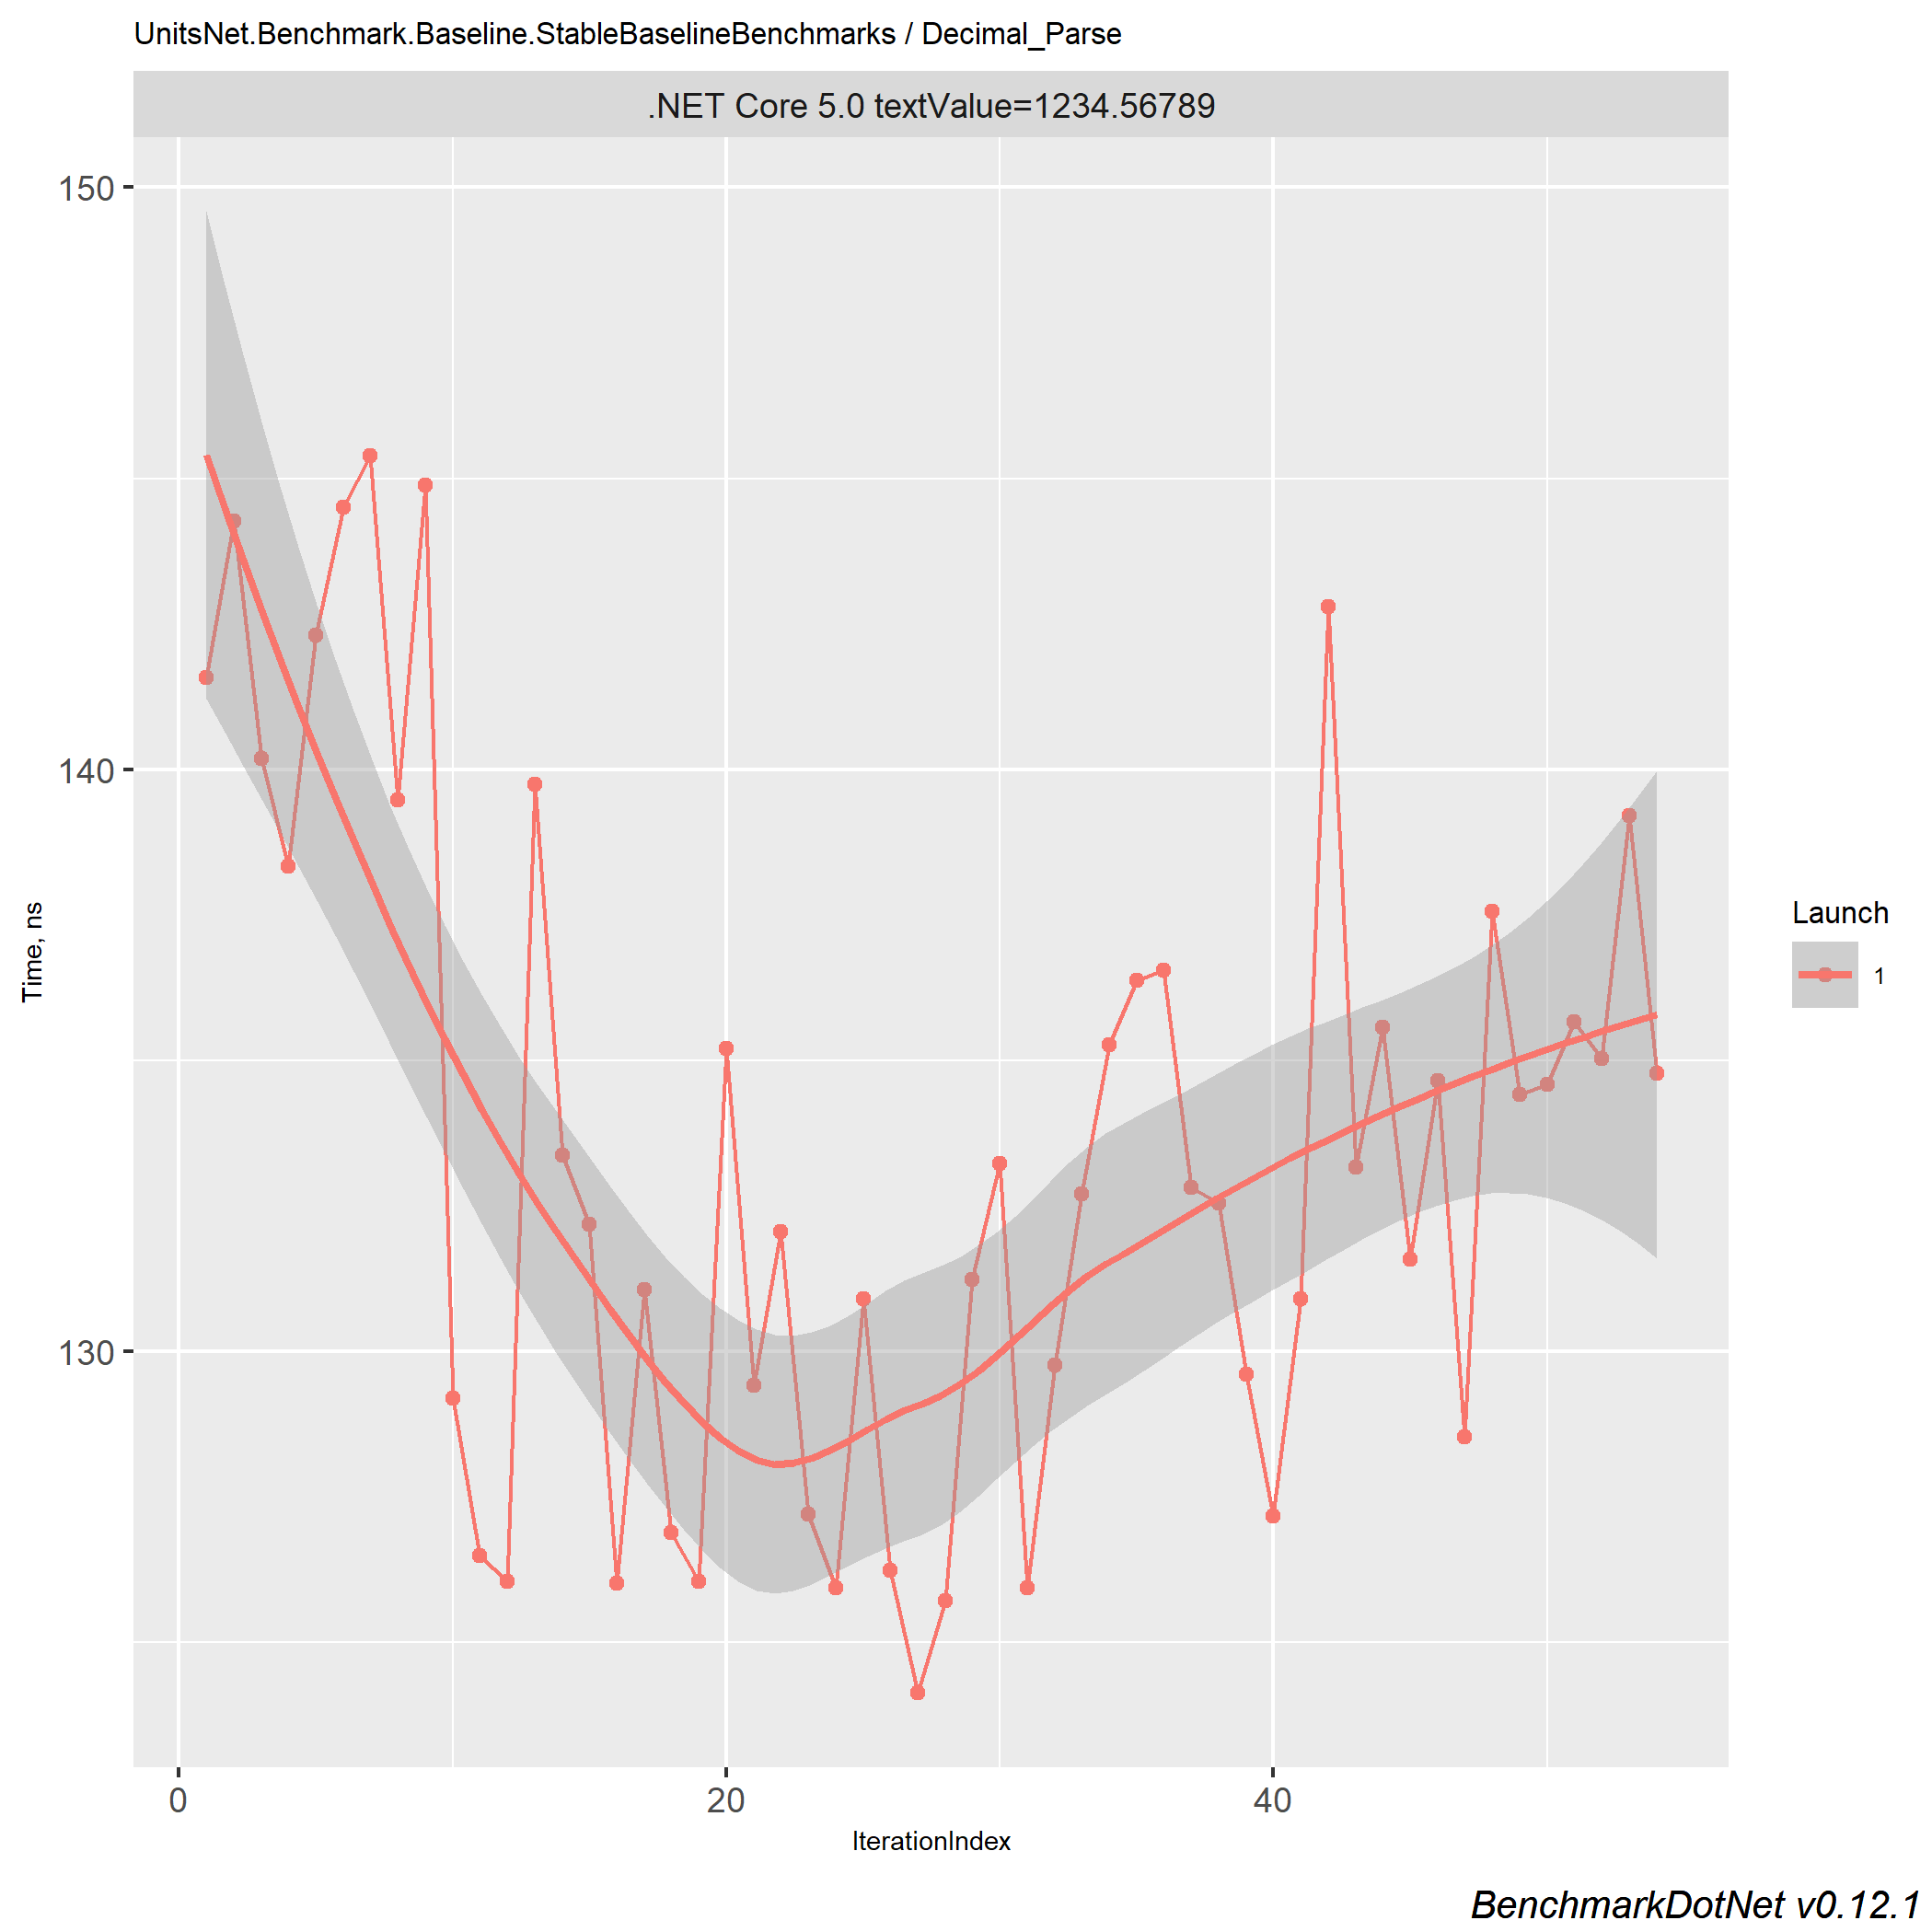 UnitsNet.Benchmark.Baseline.StableBaselineBenchmarks / Decimal_Parse
.NET Core 5.0 textValue=1234.56789
150
140
130
Time, ns
0 20 40
IterationIndex
Launch
1
BenchmarkDotNet v0.12.1